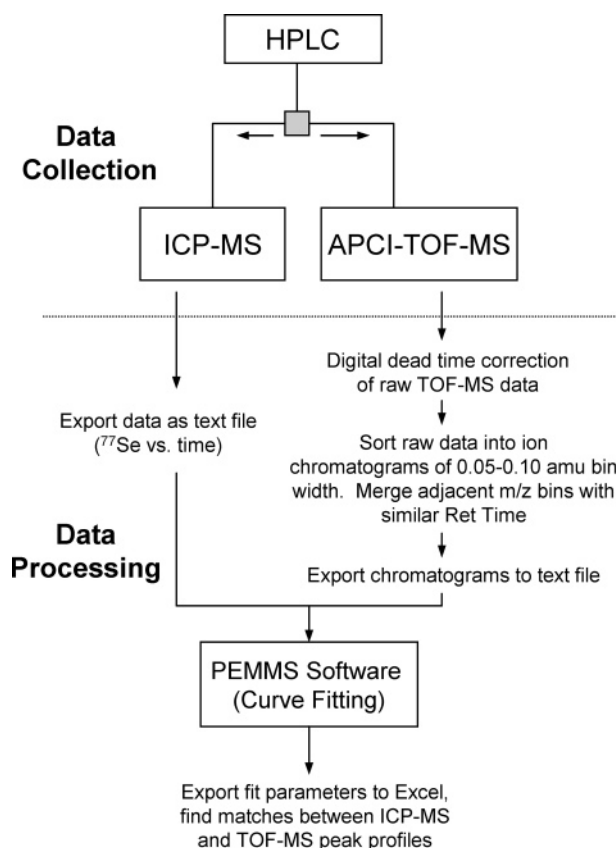 HPLC
Data
Collection
ICP-MS
APCI-TOF-MS
Digital dead time correction
of raw TOF-MS data
Export data as text file
(⁷⁷Se vs. time)
Sort raw data into ion
chromatograms of 0.05-0.10 amu bin
width. Merge adjacent m/z bins with
similar Ret Time
Data
Processing
Export chromatograms to text file
PEMMS Software
(Curve Fitting)
Export fit parameters to Excel,
find matches between ICP-MS
and TOF-MS peak profiles